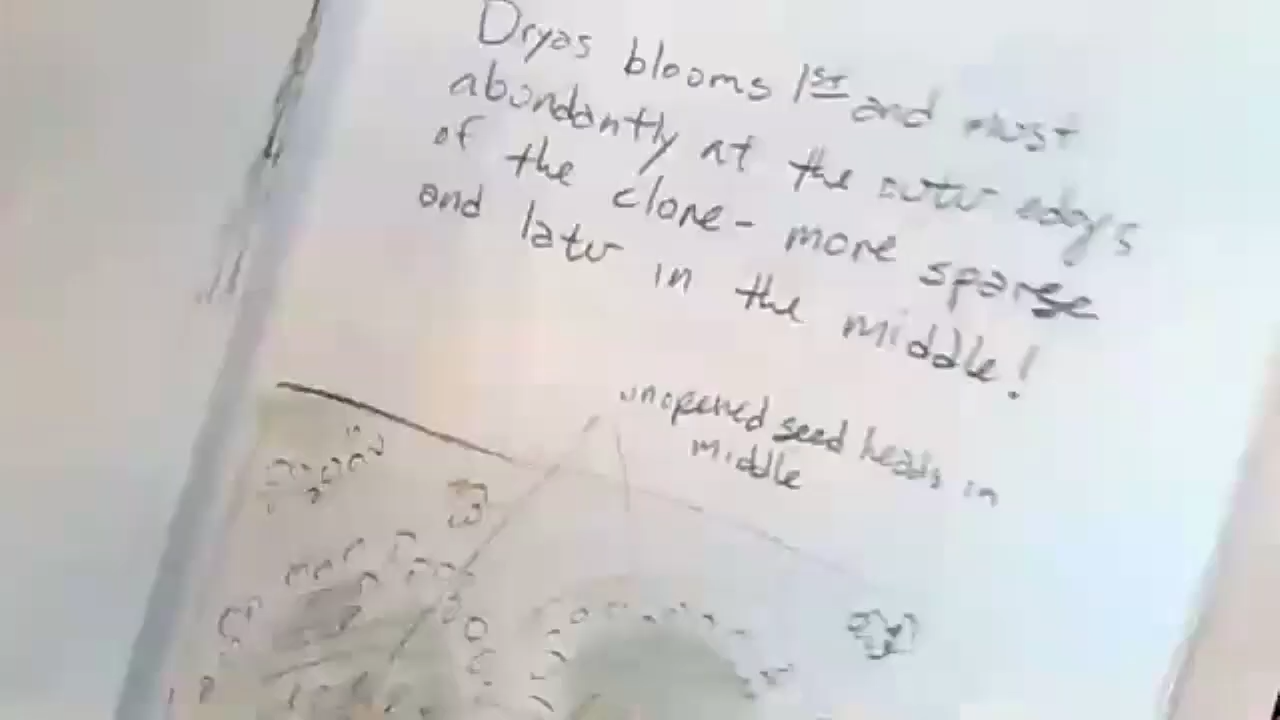 Dryas blooms 1st and most
abundantly at the outer edges
of the clone - more sparse
and later in the middle!
unopened seed heads in
middle